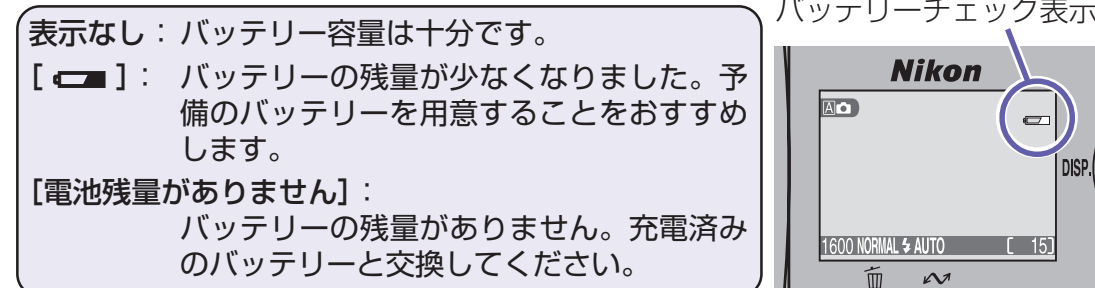 表示なし : バッテリー容量は十分です。
[ ] : バッテリーの残量が少なくなりました。予
備のバッテリーを用意することをおすすめ
します。
[電池残量がありません] :
バッテリーの残量がありません。充電済み
のバッテリーと交換してください。
バッテリーチェック表示
Nikon
A
DISP.
1600 NORMAL AUTO [ 15]